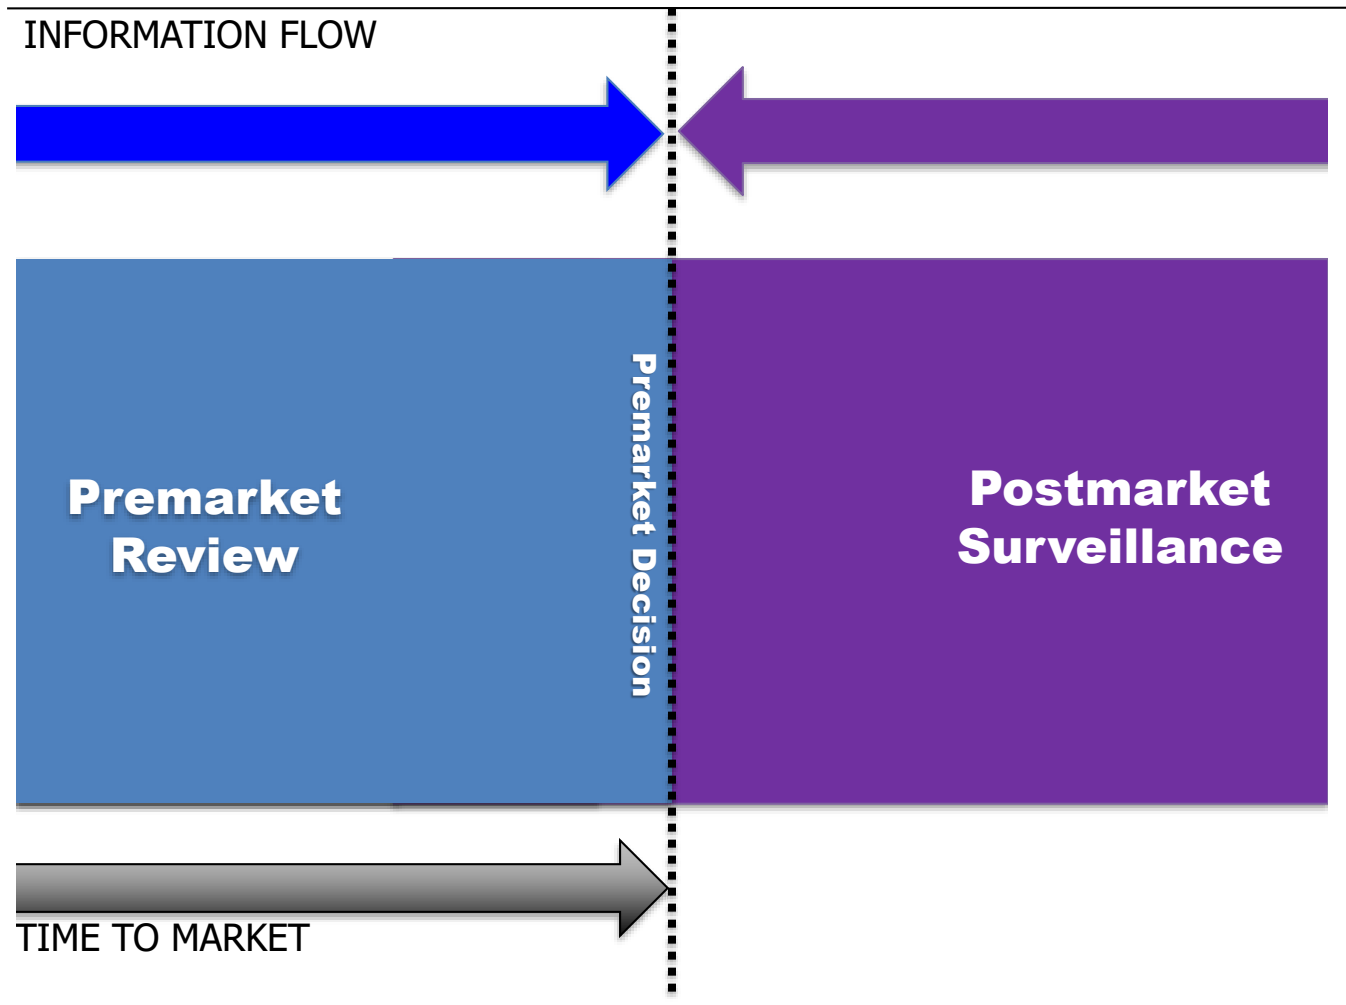 INFORMATION FLOW
Premarket Decision
Premarket
Review
Postmarket
Surveillance
TIME TO MARKET